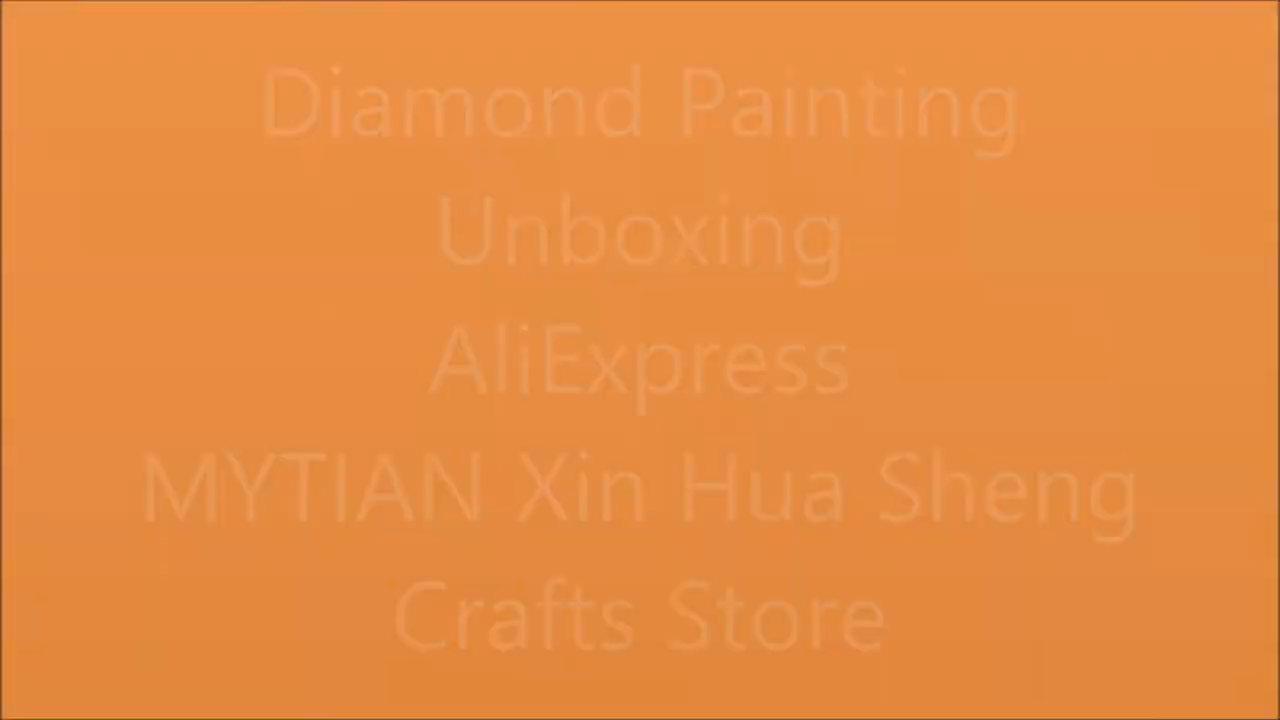 Diamond Painting
Unboxing
AliExpress
MYTIAN Xin Hua Sheng
Crafts Store